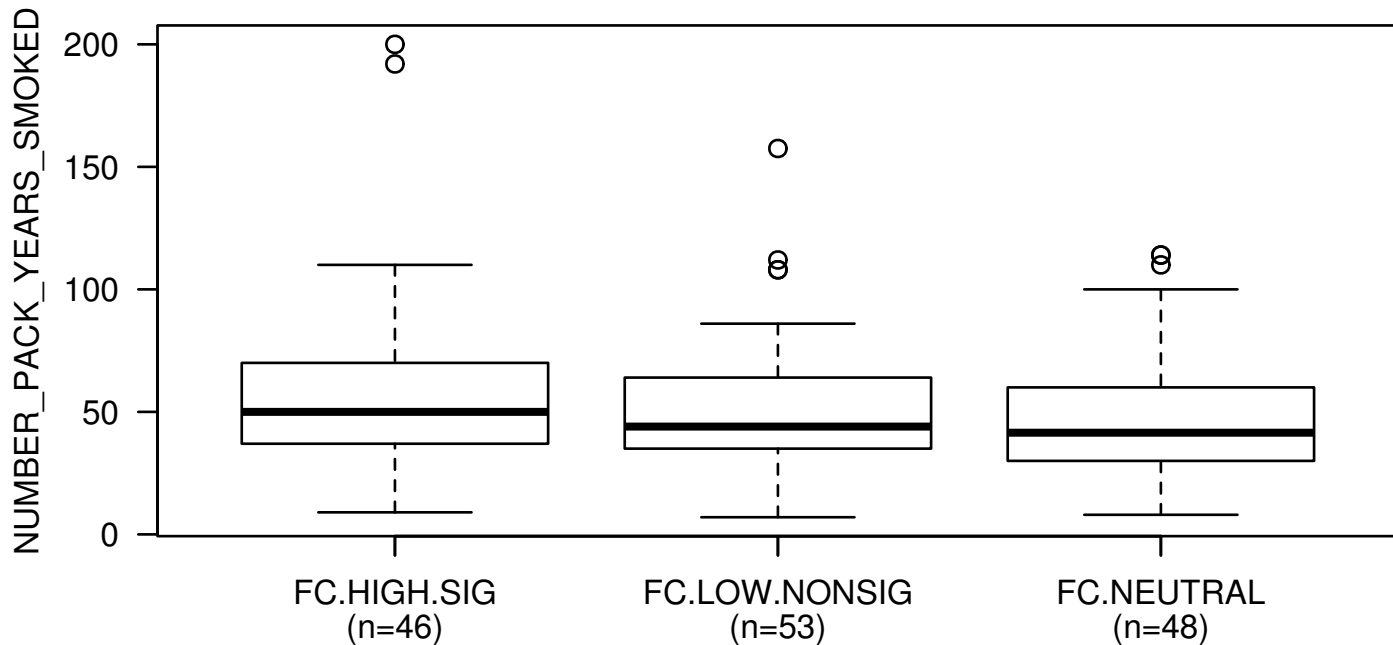 NUMBER_PACK_YEARS_SMOKED
200
150
100
50
0
FC.HIGH.SIG
(n=46)
FC.LOW.NONSIG
(n=53)
FC.NEUTRAL
(n=48)